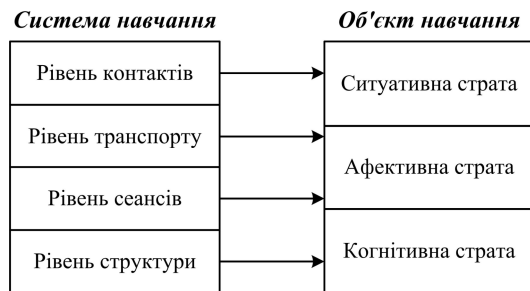 Система навчання
Об'єкт навчання
Рівень контактів
Ситуативна страта
Рівень транспорту
Афективна страта
Рівень сеансів
Когнітивна страта
Рівень структури